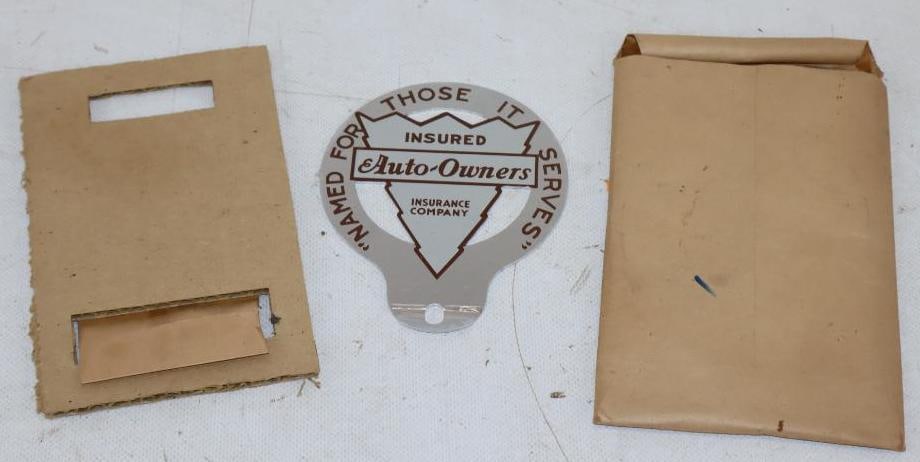 "NAMED FOR THOSE IT SERVES"
INSURED
Auto-Owners
INSURANCE
COMPANY